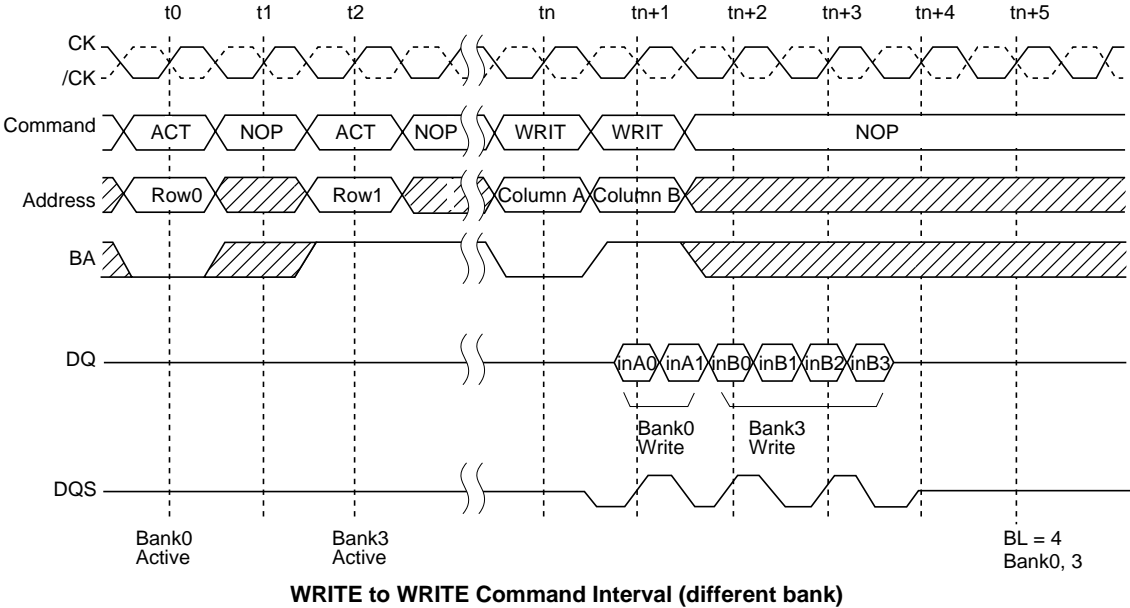 t0 t1 t2 tn tn+1 tn+2 tn+3 tn+4 tn+5
CK
/CK
Command ACT NOP ACT NOP WRIT WRIT NOP
Address Row0 Row1 Column A Column B
BA
DQ inA0 inA1 inB0 inB1 inB2 inB3
Bank0 Bank3
Write Write
DQS
Bank0 Bank3 BL = 4
Active Active Bank0, 3
WRITE to WRITE Command Interval (different bank)